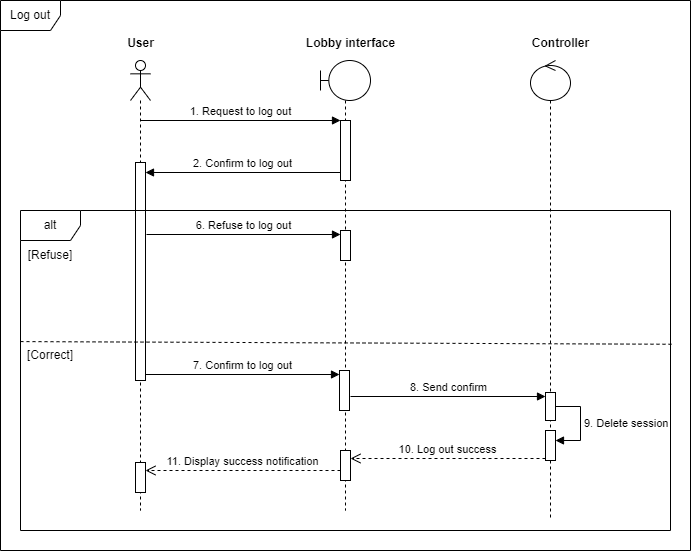 Log out
User
Lobby interface
Controller
1. Request to log out
2. Confirm to log out
alt
6. Refuse to log out
[Refuse]
[Correct]
7. Confirm to log out
8. Send confirm
9. Delete session
10. Log out success
11. Display success notification